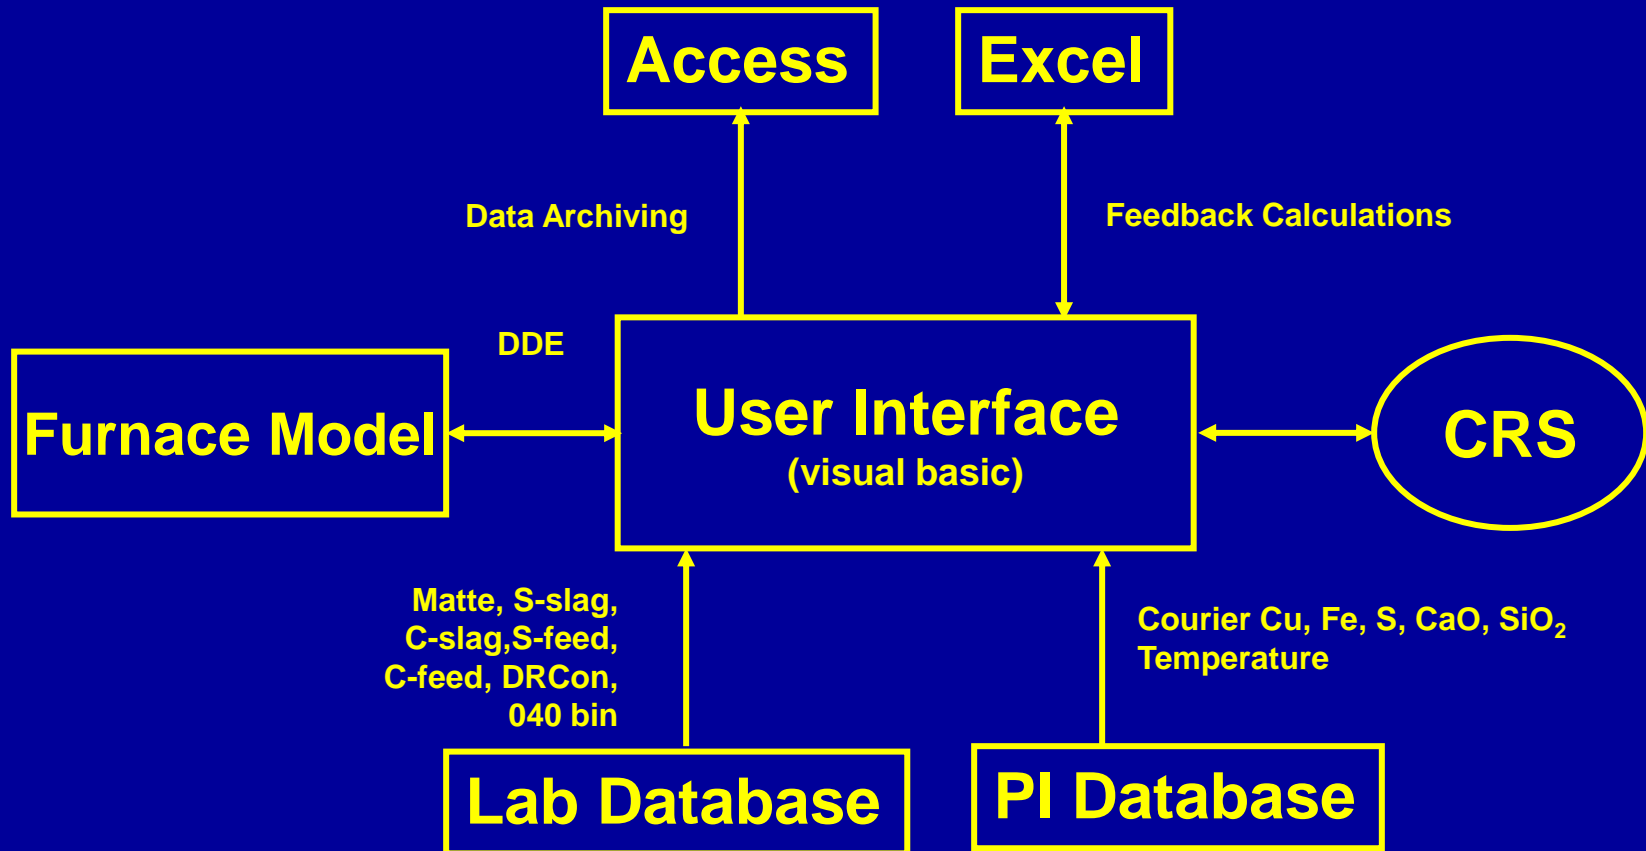 Access
Excel
Data Archiving
Feedback Calculations
DDE
Furnace Model
User Interface
(visual basic)
CRS
Matte, S-slag,
C-slag,S-feed,
C-feed, DRCon,
040 bin
Courier Cu, Fe, S, CaO, SiO₂
Temperature
Lab Database
PI Database